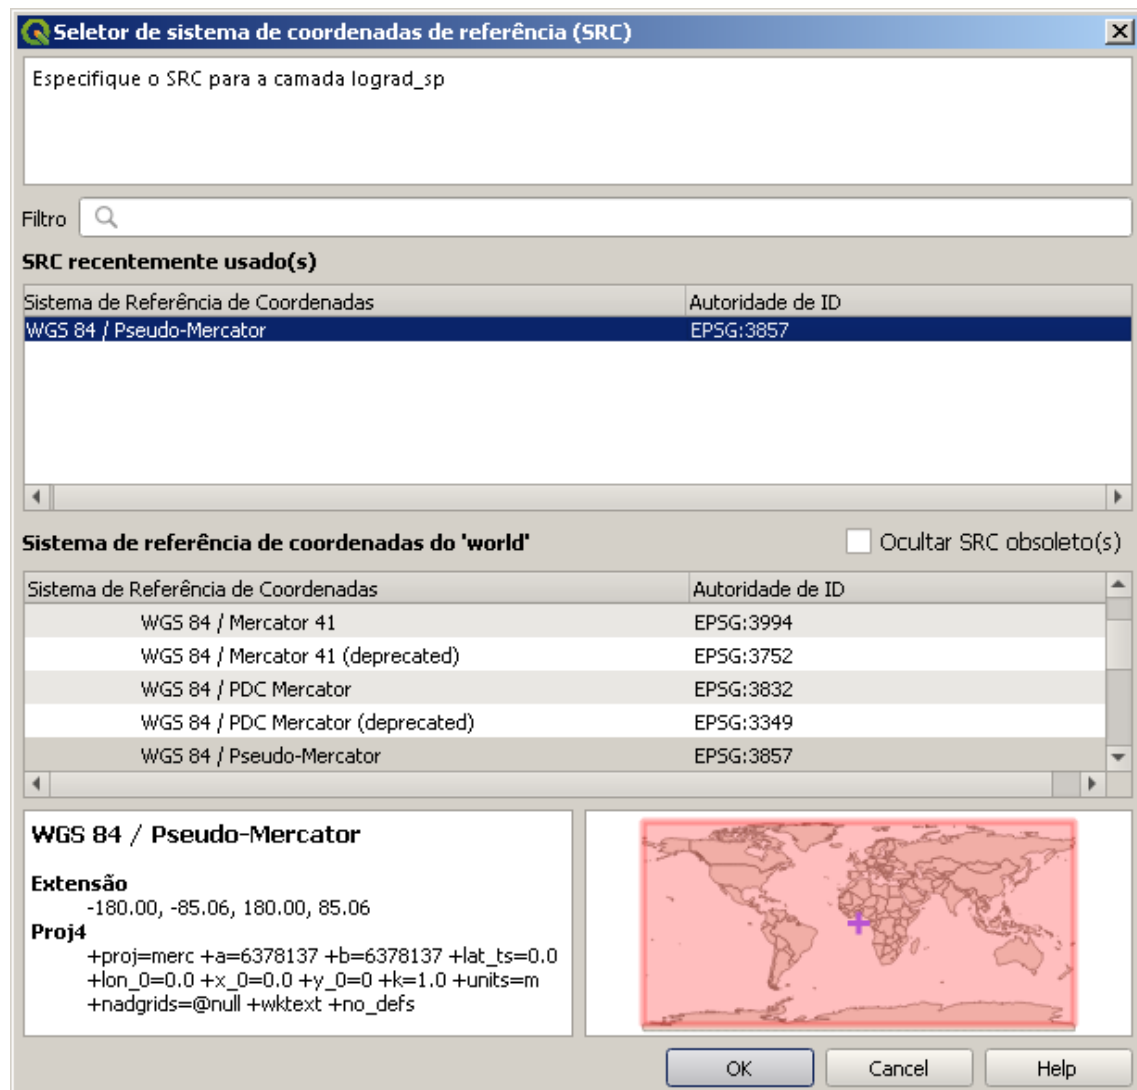 Seletor de sistema de coordenadas de referência (SRC)
Especifique o SRC para a camada lograd_sp
Filtro
SRC recentemente usado(s)
Sistema de Referência de Coordenadas Autoridade de ID
WGS 84 / Pseudo-Mercator EPSG:3857
Sistema de referência de coordenadas do 'world' Ocultar SRC obsoleto(s)
Sistema de Referência de Coordenadas Autoridade de ID
WGS 84 / Mercator 41 EPSG:3994
WGS 84 / Mercator 41 (deprecated) EPSG:3752
WGS 84 / PDC Mercator EPSG:3832
WGS 84 / PDC Mercator (deprecated) EPSG:3349
WGS 84 / Pseudo-Mercator EPSG:3857
WGS 84 / Pseudo-Mercator
Extensão
-180.00, -85.06, 180.00, 85.06
Proj4
+proj=merc +a=6378137 +b=6378137 +lat_ts=0.0
+lon_0=0.0 +x_0=0.0 +y_0=0 +k=1.0 +units=m
+nadgrids=@null +wktext +no_defs
OK Cancel Help